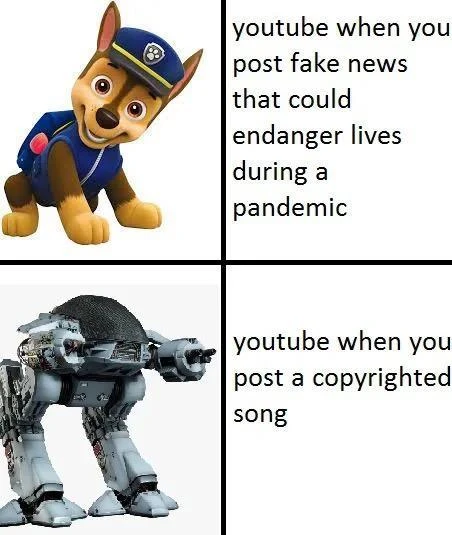 youtube when you
post fake news
that could
endanger lives
during a
pandemic
youtube when you
post a copyrighted
song